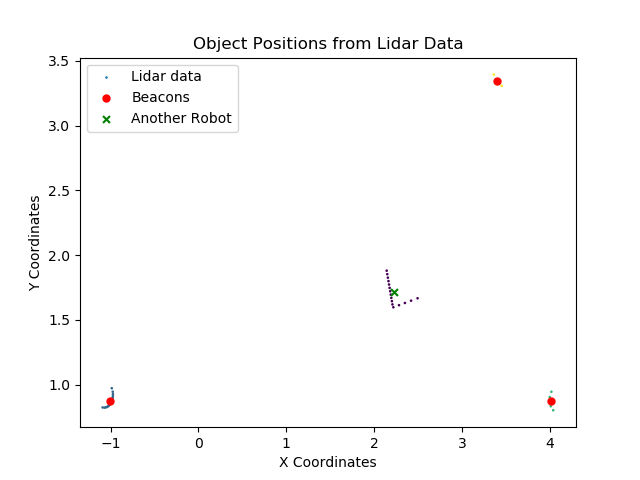 Object Positions from Lidar Data
3.5
3.0
2.5
2.0
1.5
1.0
Y Coordinates
Lidar data
Beacons
Another Robot
−1
0
1
2
3
4
X Coordinates